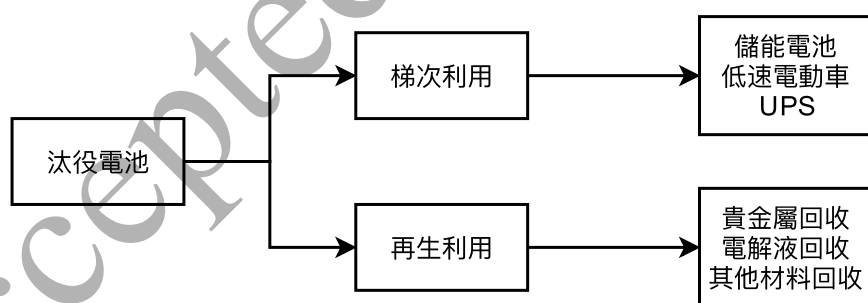 汰役電池
梯次利用
儲能電池
低速電動車
UPS
再生利用
貴金屬回收
電解液回收
其他材料回收